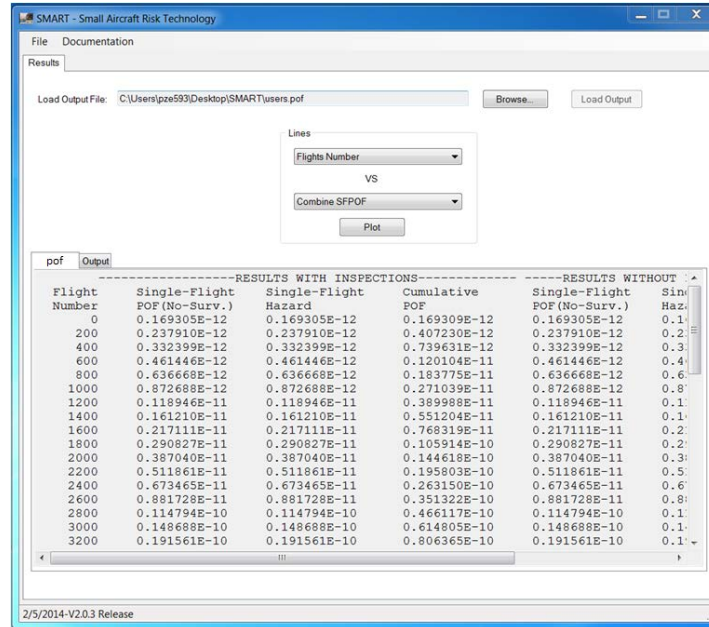 SMART - Small Aircraft Risk Technology
File Documentation
Results
Load Output File: C:\Users\pze593\Desktop\SMART\users.pof Browse... Load Output
Lines
Flights Number
VS
Combine SFPOF
Plot
pof Output
------------------RESULTS WITH INSPECTIONS------------- -----RESULTS WITHOUT
Flight Single-Flight Single-Flight Cumulative Single-Flight
Number POF(No-Surv.) Hazard POF POF(No-Surv.)
0 0.169305E-12 0.169305E-12 0.169309E-12 0.169305E-12
200 0.237910E-12 0.237910E-12 0.407230E-12 0.237910E-12
400 0.332399E-12 0.332399E-12 0.739631E-12 0.332399E-12
600 0.461446E-12 0.461446E-12 0.120104E-11 0.461446E-12
800 0.636668E-12 0.636668E-12 0.183775E-11 0.636668E-12
1000 0.872688E-12 0.872688E-12 0.271039E-11 0.872688E-12
1200 0.118946E-11 0.118946E-11 0.389988E-11 0.118946E-11
1400 0.161210E-11 0.161210E-11 0.551204E-11 0.161210E-11
1600 0.217111E-11 0.217111E-11 0.768319E-11 0.217111E-11
1800 0.290827E-11 0.290827E-11 0.105914E-10 0.290827E-11
2000 0.387040E-11 0.387040E-11 0.144618E-10 0.387040E-11
2200 0.511861E-11 0.511861E-11 0.195803E-10 0.511861E-11
2400 0.673465E-11 0.673465E-11 0.263150E-10 0.673465E-11
2600 0.881728E-11 0.881728E-11 0.351322E-10 0.881728E-11
2800 0.114794E-10 0.114794E-10 0.466117E-10 0.114794E-10
3000 0.148688E-10 0.148688E-10 0.614805E-10 0.148688E-10
3200 0.191561E-10 0.191561E-10 0.806365E-10 0.191561E-10
2/5/2014-V2.0.3 Release